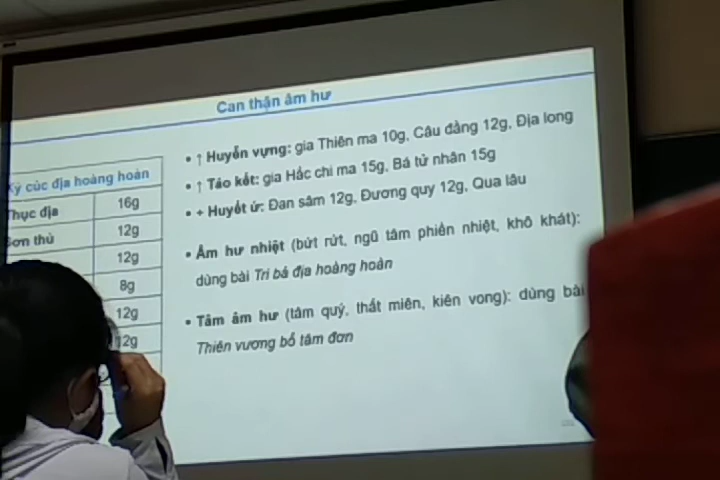 Can thận âm hư
Kỷ cúc địa hoàng hoàn
Thục địa 16g
Sơn thù 12g
12g
8g
12g
12g
• ↑ Huyễn vựng: gia Thiên ma 10g, Câu đằng 12g, Địa long
• ↑ Táo kết: gia Hắc chi ma 15g, Bá tử nhân 15g
• + Huyết ứ: Đan sâm 12g, Đương quy 12g, Qua lâu
• Âm hư nhiệt (bứt rứt, ngũ tâm phiền nhiệt, khô khát):
dùng bài Tri bá địa hoàng hoàn
• Tâm âm hư (tâm quý, thất miên, kiên vong): dùng bài
Thiên vương bổ tâm đơn